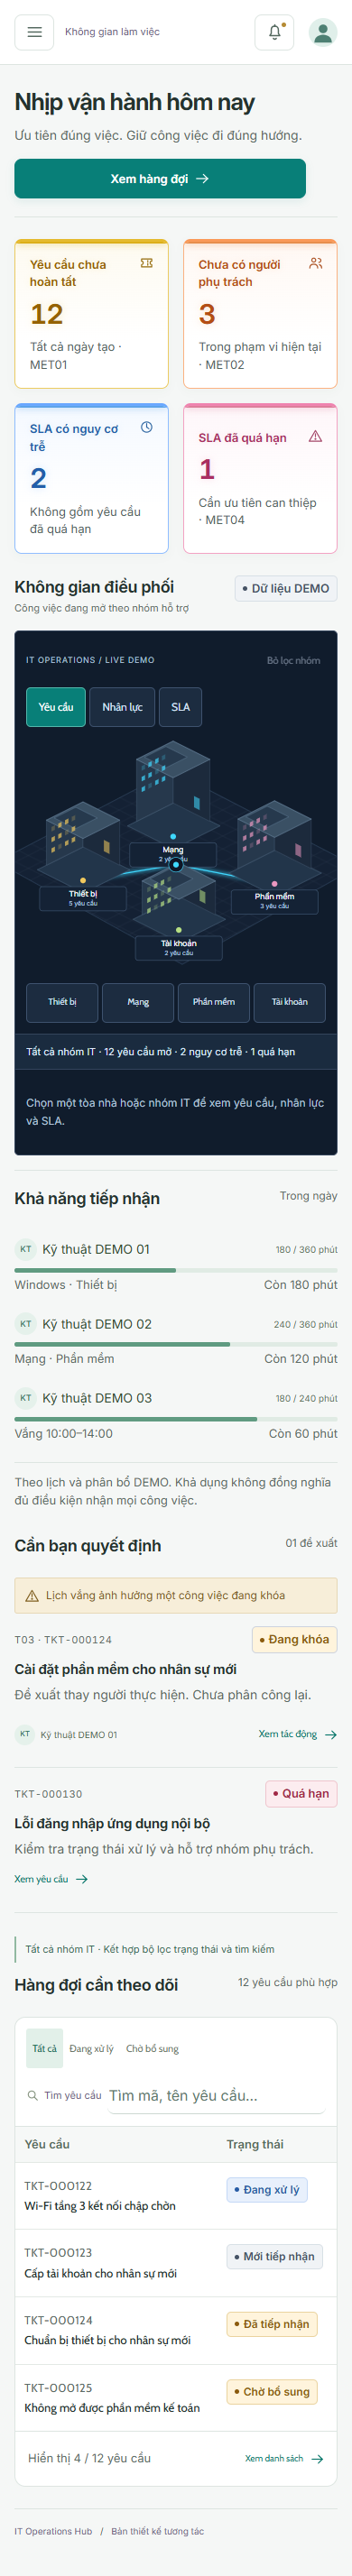 Không gian làm việc
Nhịp vận hành hôm nay
Ưu tiên đúng việc. Giữ công việc đi đúng hướng.
Xem hàng đợi →
Yêu cầu chưa
hoàn tất
12
Tất cả ngày tạo ·
MET01
Chưa có người
phụ trách
3
Trong phạm vi hiện tại
· MET02
SLA có nguy cơ
trễ
2
Không gồm yêu cầu
đã quá hạn
SLA đã quá hạn
1
Cần ưu tiên can thiệp
· MET04
Không gian điều phối
• Dữ liệu DEMO
Công việc đang mở theo nhóm hỗ trợ
IT OPERATIONS / LIVE DEMO
Bỏ lọc nhóm
Yêu cầu
Nhân lực
SLA
Mạng
Thiết bị
5 yêu cầu
Phần mềm
3 yêu cầu
Tài khoản
2 yêu cầu
Thiết bị
Mạng
Phần mềm
Tài khoản
Tất cả nhóm IT · 12 yêu cầu mở · 2 nguy cơ trễ · 1 quá hạn
Chọn một tòa nhà hoặc nhóm IT để xem yêu cầu, nhân lực
và SLA.
Khả năng tiếp nhận
Trong ngày
KT Kỹ thuật DEMO 01
180 / 360 phút
Windows · Thiết bị
Còn 180 phút
KT Kỹ thuật DEMO 02
240 / 360 phút
Mạng · Phần mềm
Còn 120 phút
KT Kỹ thuật DEMO 03
180 / 240 phút
Vắng 10:00–14:00
Còn 60 phút
Theo lịch và phân bổ DEMO. Khả dụng không đồng nghĩa
đủ điều kiện nhận mọi công việc.
Cần bạn quyết định
01 đề xuất
Lịch vắng ảnh hưởng một công việc đang khóa
T03 · TKT-000124
• Đang khóa
Cài đặt phần mềm cho nhân sự mới
Đề xuất thay người thực hiện. Chưa phân công lại.
KT Kỹ thuật DEMO 01
Xem tác động →
TKT-000130
• Quá hạn
Lỗi đăng nhập ứng dụng nội bộ
Kiểm tra trạng thái xử lý và hỗ trợ nhóm phụ trách.
Xem yêu cầu →
Tất cả nhóm IT · Kết hợp bộ lọc trạng thái và tìm kiếm
Hàng đợi cần theo dõi
12 yêu cầu phù hợp
Tất cả
Đang xử lý
Chờ bổ sung
Tìm yêu cầu
Tìm mã, tên yêu cầu...
Yêu cầu
Trạng thái
TKT-000122
• Đang xử lý
Wi-Fi tầng 3 kết nối chập chờn
TKT-000123
• Mới tiếp nhận
Cấp tài khoản cho nhân sự mới
TKT-000124
• Đã tiếp nhận
Chuẩn bị thiết bị cho nhân sự mới
TKT-000125
• Chờ bổ sung
Không mở được phần mềm kế toán
Hiển thị 4 / 12 yêu cầu
Xem danh sách →
IT Operations Hub / Bản thiết kế tương tác